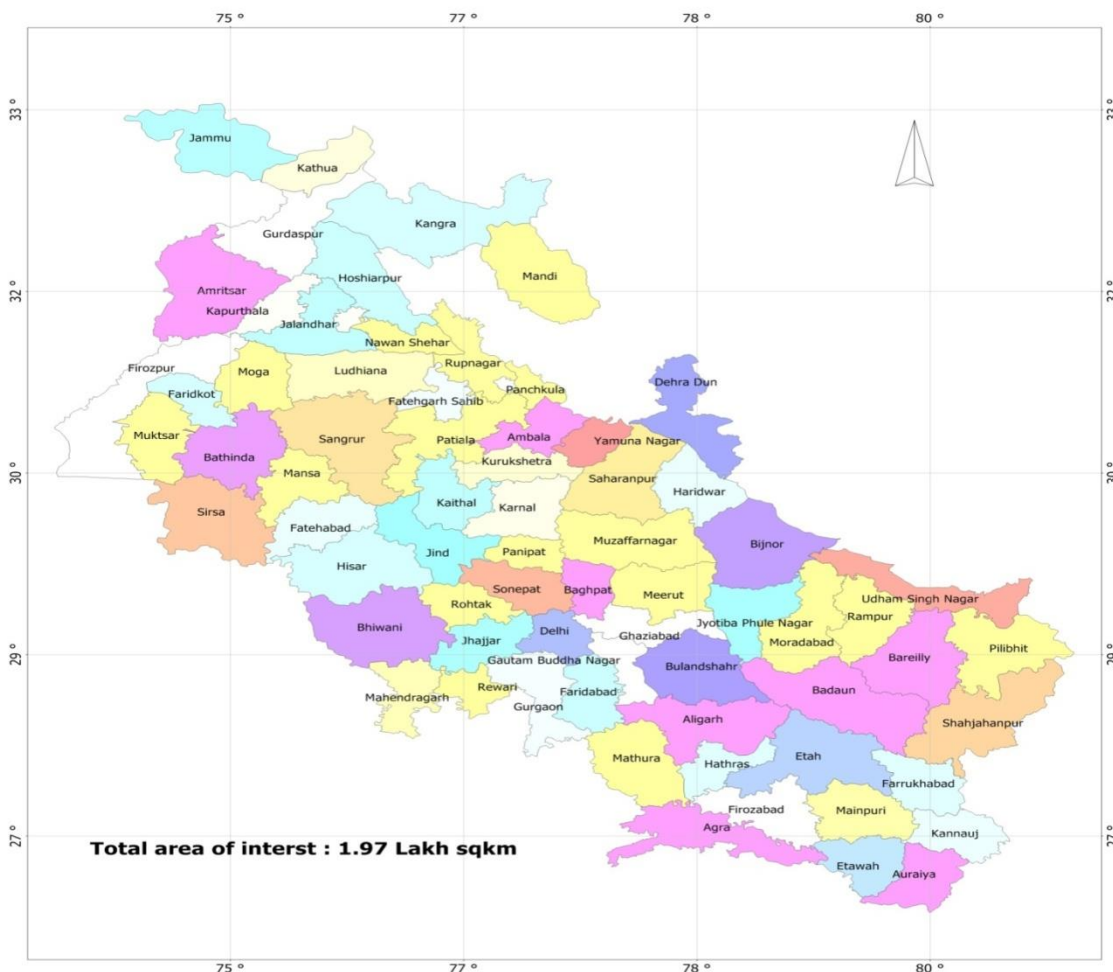 75 °
77 °
78 °
80 °
33 °
33 °
Jammu
Kathua
Kangra
Gurdaspur
Mandi
Hoshiarpur
Amritsar
32 °
32 °
Kapurthala
Jalandhar
Nawan Shehar
Rupnagar
Firozpur
Moga
Ludhiana
Dehra Dun
Panchkula
Faridkot
Fatehgarh Sahib
Muktsar
Sangrur
Patiala
Ambala
Yamuna Nagar
Bathinda
Kurukshetra
30 °
30 °
Mansa
Saharanpur
Haridwar
Kaithal
Karnal
Sirsa
Fatehabad
Muzaffarnagar
Bijnor
Jind
Panipat
Hisar
Sonepat
Baghpat
Meerut
Udham Singh Nagar
Rohtak
Rampur
Jyotiba Phule Nagar
Bhiwani
Delhi
Ghaziabad
Jhajjar
Moradabad
Pilibhit
29 °
29 °
Bareilly
Gautam Buddha Nagar
Bulandshahr
Rewari
Faridabad
Badaun
Mahendragarh
Gurgaon
Aligarh
Shahjahanpur
Mathura
Hathras
Etah
Farrukhabad
Firozabad
Mainpuri
Agra
Kannauj
27 °
27 °
Total area of interst : 1.97 Lakh sqkm
Etawah
Auraiya
75 °
77 °
78 °
80 °